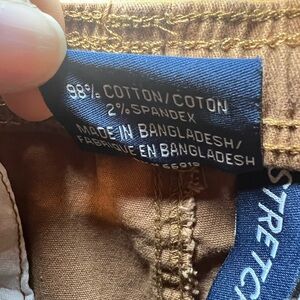 98% COTTON/COTON
2% SPANDEX
MADE IN BANGLADESH/
FABRIQUE EN BANGLADESH
STRETCH